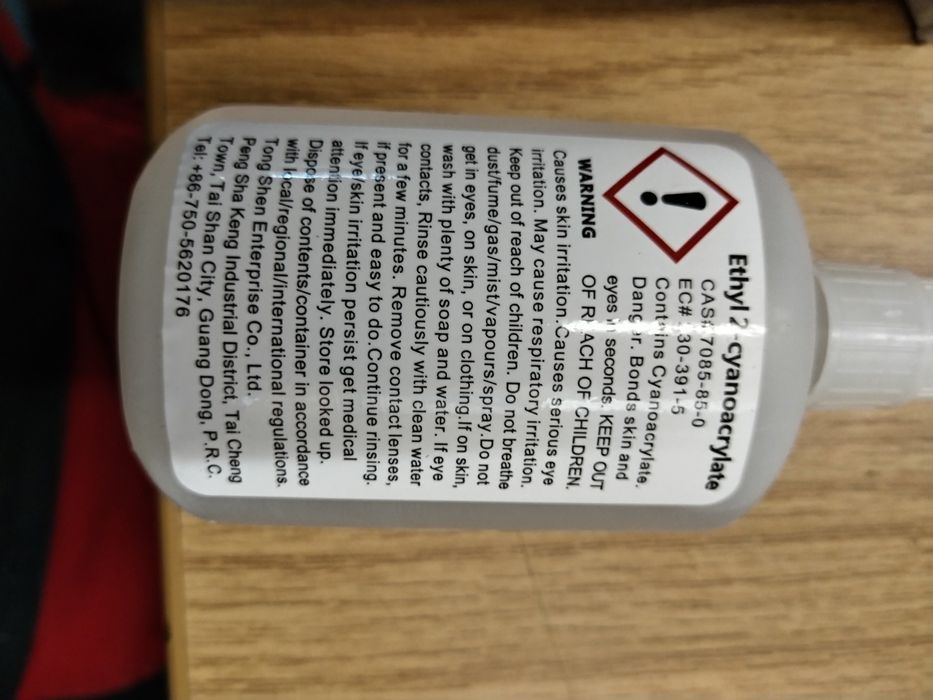 Ethyl 2-cyanoacrylate
CAS# 7085-85-0
EC# 30-391-5
Contains Cyanoacrylate.
Danger. Bonds skin and
eyes in seconds. KEEP OUT
OF REACH OF CHILDREN.
WARNING
Causes skin irritation. Causes serious eye
irritation. May cause respiratory irritation.
Keep out of reach of children. Do not breathe
dust/fume/gas/mist/vapours/spray.Do not
get in eyes, on skin, or on clothing.If on skin,
wash with plenty of soap and water. If eye
contacts, Rinse cautiously with clean water
for a few minutes. Remove contact lenses,
if present and easy to do.Continue rinsing.
If eye/skin irritation persist get medical
attention immediately. Store looked up.
Dispose of contents/container in accordance
with local/regional/international regulations.
Tong Shen Enterprise Co., Ltd.
Peng Sha Keng Industrial District, Tai Cheng
Town, Tai Shan City, Guang Dong, P.R.C.
Tel: +86-750-5620176